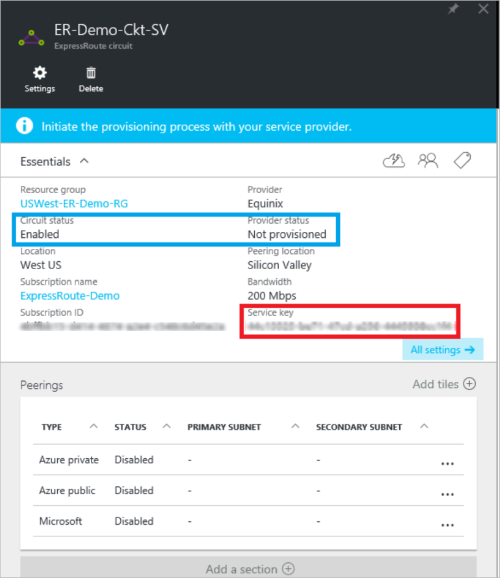 ER-Demo-Ckt-SV
ExpressRoute circuit
Settings Delete
Initiate the provisioning process with your service provider.
Essentials
Resource group Provider
USWest-ER-Demo-RG Equinix
Circuit status Provider status
Enabled Not provisioned
Location Peering location
West US Silicon Valley
Subscription name Bandwidth
ExpressRoute-Demo 200 Mbps
Subscription ID Service key
All settings →
Peerings Add tiles
TYPE STATUS PRIMARY SUBNET SECONDARY SUBNET
Azure private Disabled - - ...
Azure public Disabled - - ...
Microsoft Disabled - - ...
Add a section